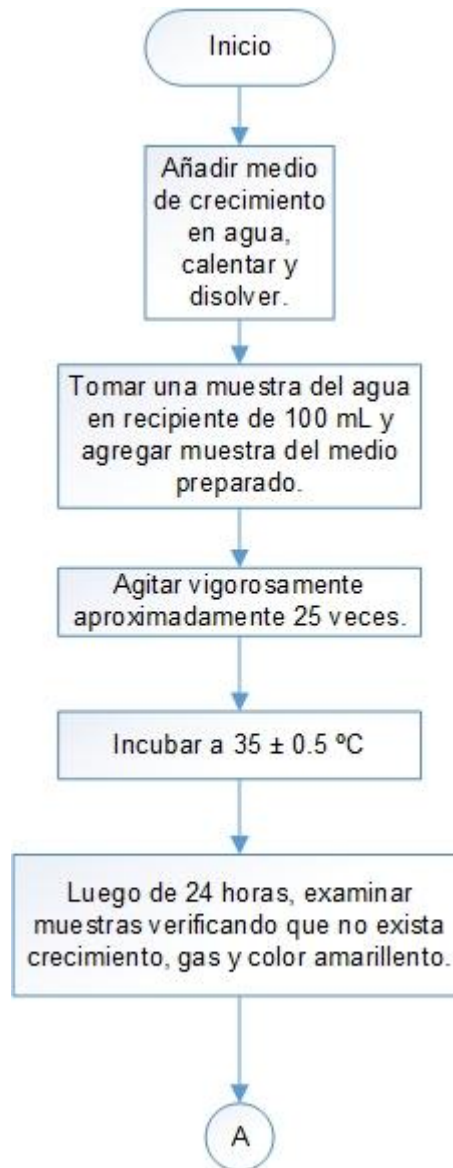 Inicio
Añadir medio
de crecimiento
en agua,
calentar y
disolver.
Tomar una muestra del agua
en recipiente de 100 mL y
agregar muestra del medio
preparado.
Agitar vigorosamente
aproximadamente 25 veces.
Incubar a 35 ± 0.5 ºC
Luego de 24 horas, examinar
muestras verificando que no exista
crecimiento, gas y color amarillento.
A